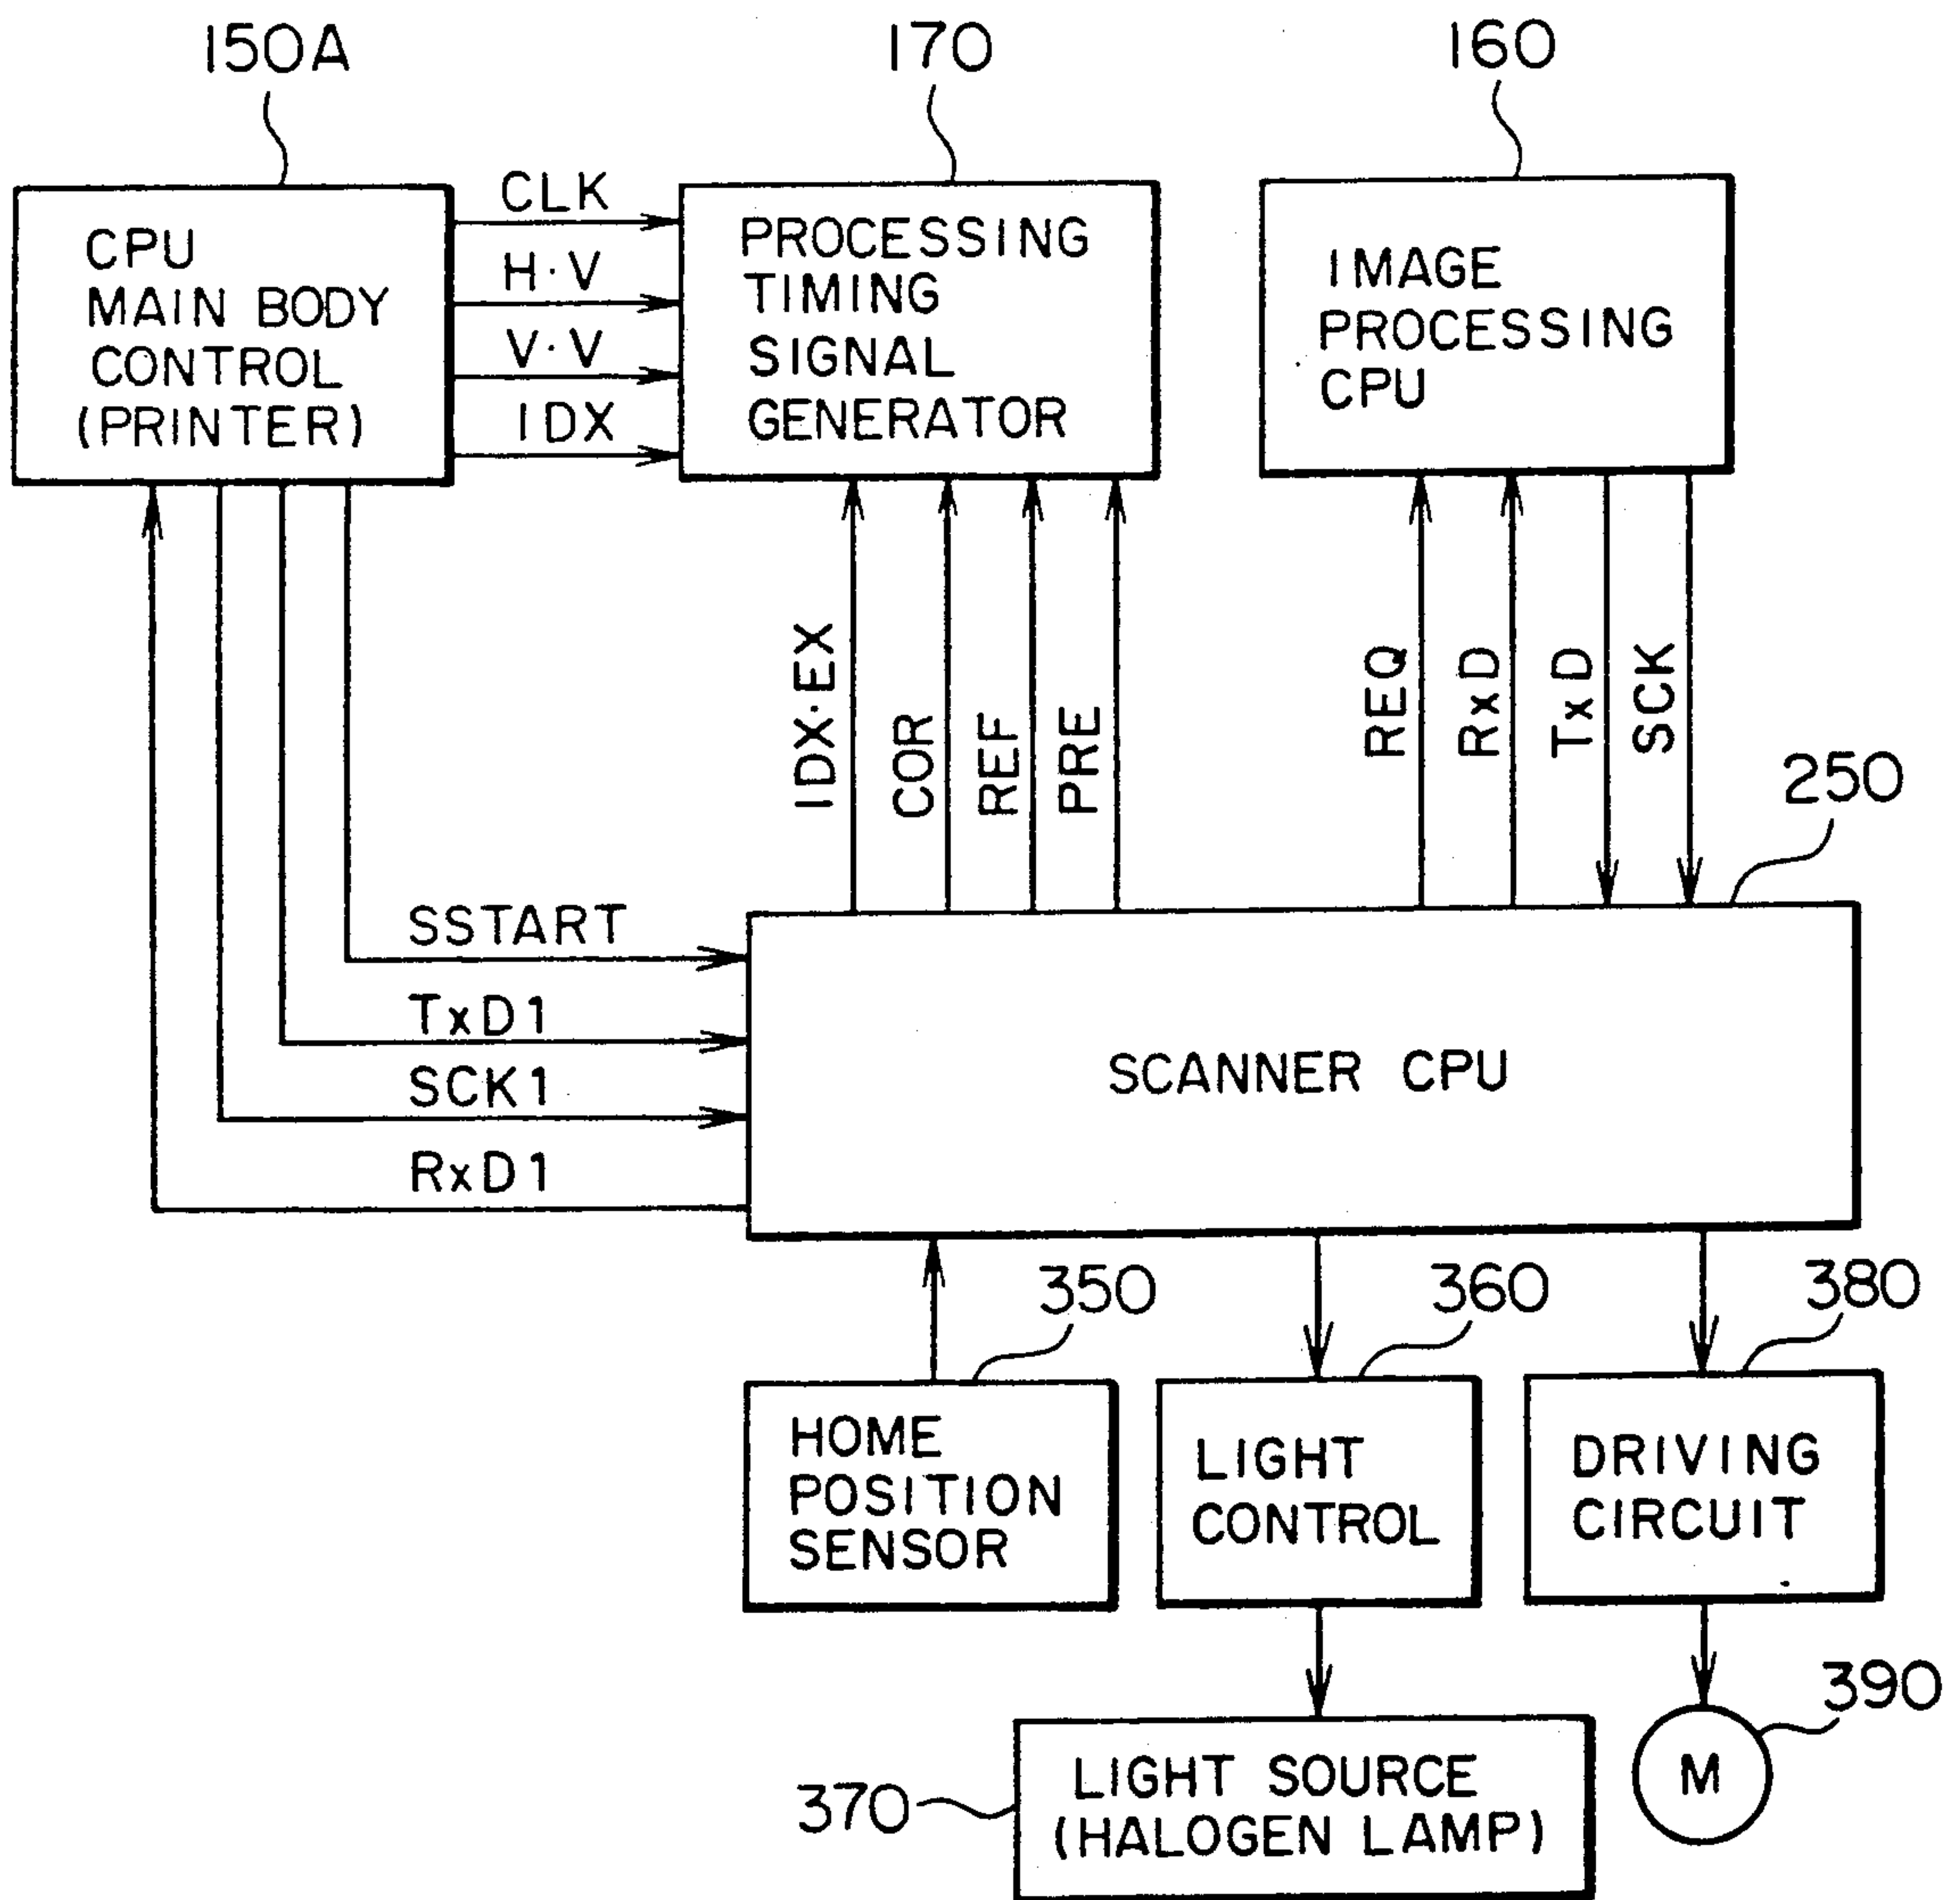 150A
170
160
CPU
MAIN BODY
CONTROL
(PRINTER)
CLK
H·V
V·V
IDX
PROCESSING
TIMING
SIGNAL
GENERATOR
IMAGE
PROCESSING
CPU
IDX·EX
COR
REF
PRE
REQ
RxD
TxD
SCK
250
SSTART
TxD1
SCK1
RxD1
SCANNER CPU
350
360
380
HOME
POSITION
SENSOR
LIGHT
CONTROL
DRIVING
CIRCUIT
390
M
370
LIGHT SOURCE
(HALOGEN LAMP)